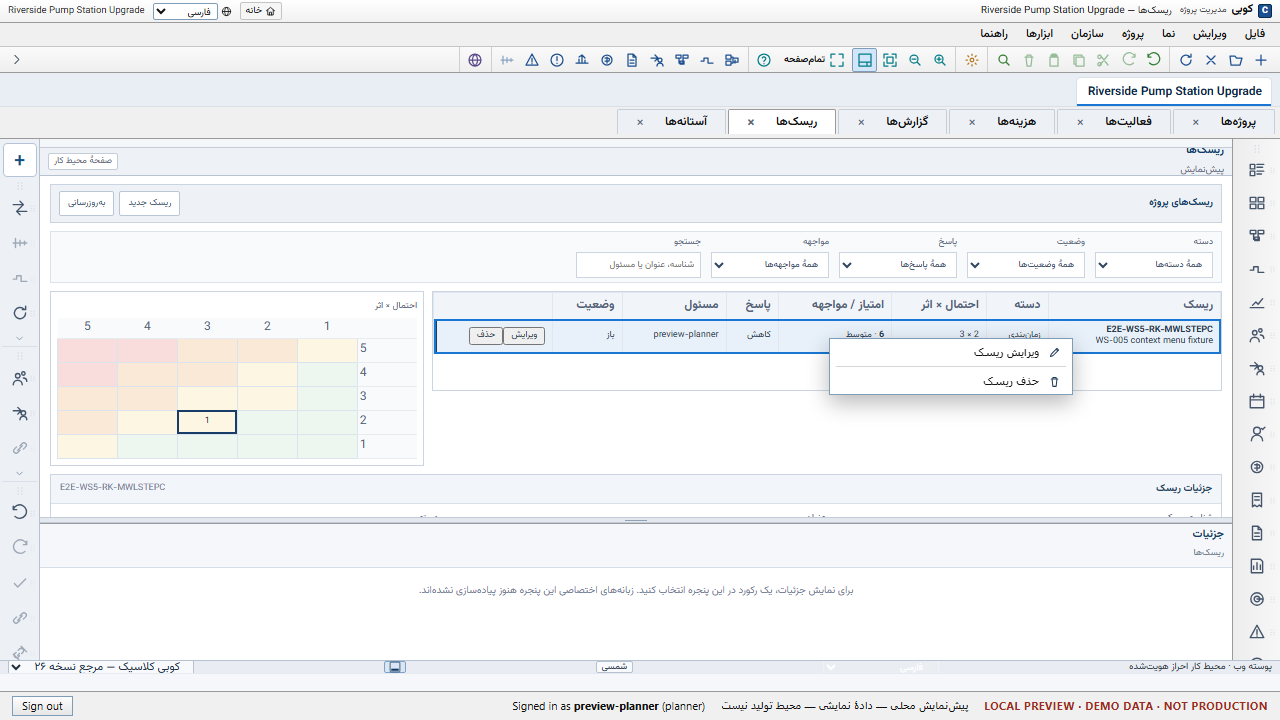 C کوبی مدیریت پروژه ریسک‌ها — Riverside Pump Station Upgrade
خانه
فارسی
Riverside Pump Station Upgrade
فایل ویرایش نما پروژه سازمان ابزارها راهنما
تمام‌صفحه
Riverside Pump Station Upgrade
پروژه‌ها ×
فعالیت‌ها ×
هزینه‌ها ×
گزارش‌ها ×
ریسک‌ها ×
آستانه‌ها ×
ریسک‌ها
پیش‌نمایش
صفحهٔ محیط کار
ریسک‌های پروژه
ریسک جدید
به‌روزرسانی
دسته وضعیت پاسخ مواجهه جستجو
همهٔ دسته‌ها همهٔ وضعیت‌ها همهٔ پاسخ‌ها همهٔ مواجهه‌ها شناسه، عنوان یا مسئول
ریسک دسته احتمال × اثر امتیاز / مواجهه پاسخ مسئول وضعیت
E2E-WS5-RK-MWLSTEPC
WS-005 context menu fixture
زمان‌بندی 2 × 3 6 · متوسط کاهش preview-planner باز ویرایش حذف
ویرایش ریسک
حذف ریسک
احتمال × اثر
1 2 3 4 5
5
4
3
2 1
1
جزئیات ریسک
E2E-WS5-RK-MWLSTEPC
جزئیات
ریسک‌ها
برای نمایش جزئیات، یک رکورد در این پنجره انتخاب کنید. زبانه‌های اختصاصی این پنجره هنوز پیاده‌سازی نشده‌اند.
پوسته وب · محیط کار احراز هویت‌شده
فارسی
شمسی
کوبی کلاسیک — مرجع نسخه ۲۶
LOCAL PREVIEW · DEMO DATA · NOT PRODUCTION
پیش‌نمایش محلی — دادهٔ نمایشی — محیط تولید نیست
Signed in as preview-planner (planner)
Sign out